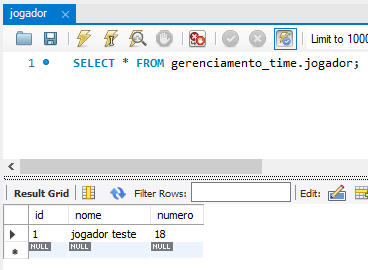 jogador
Limit to 1000
1 SELECT * FROM gerenciamento_time.jogador;
Result Grid Filter Rows: Edit:
id nome numero
1 jogador teste 18
NULL NULL NULL